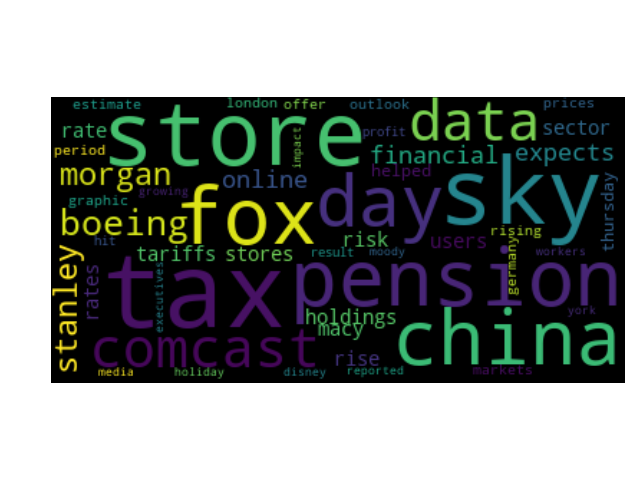 estimate london offer outlook prices
rate store profit data sector
period impact financial expects
morgan growing online helped day sky thursday
graphic fox
boeing hit risk users rising
tariffs stores result moody germany workers
stanley rates executives tax pension
holdings york
macy china
comcast rise
media holiday disney reported markets